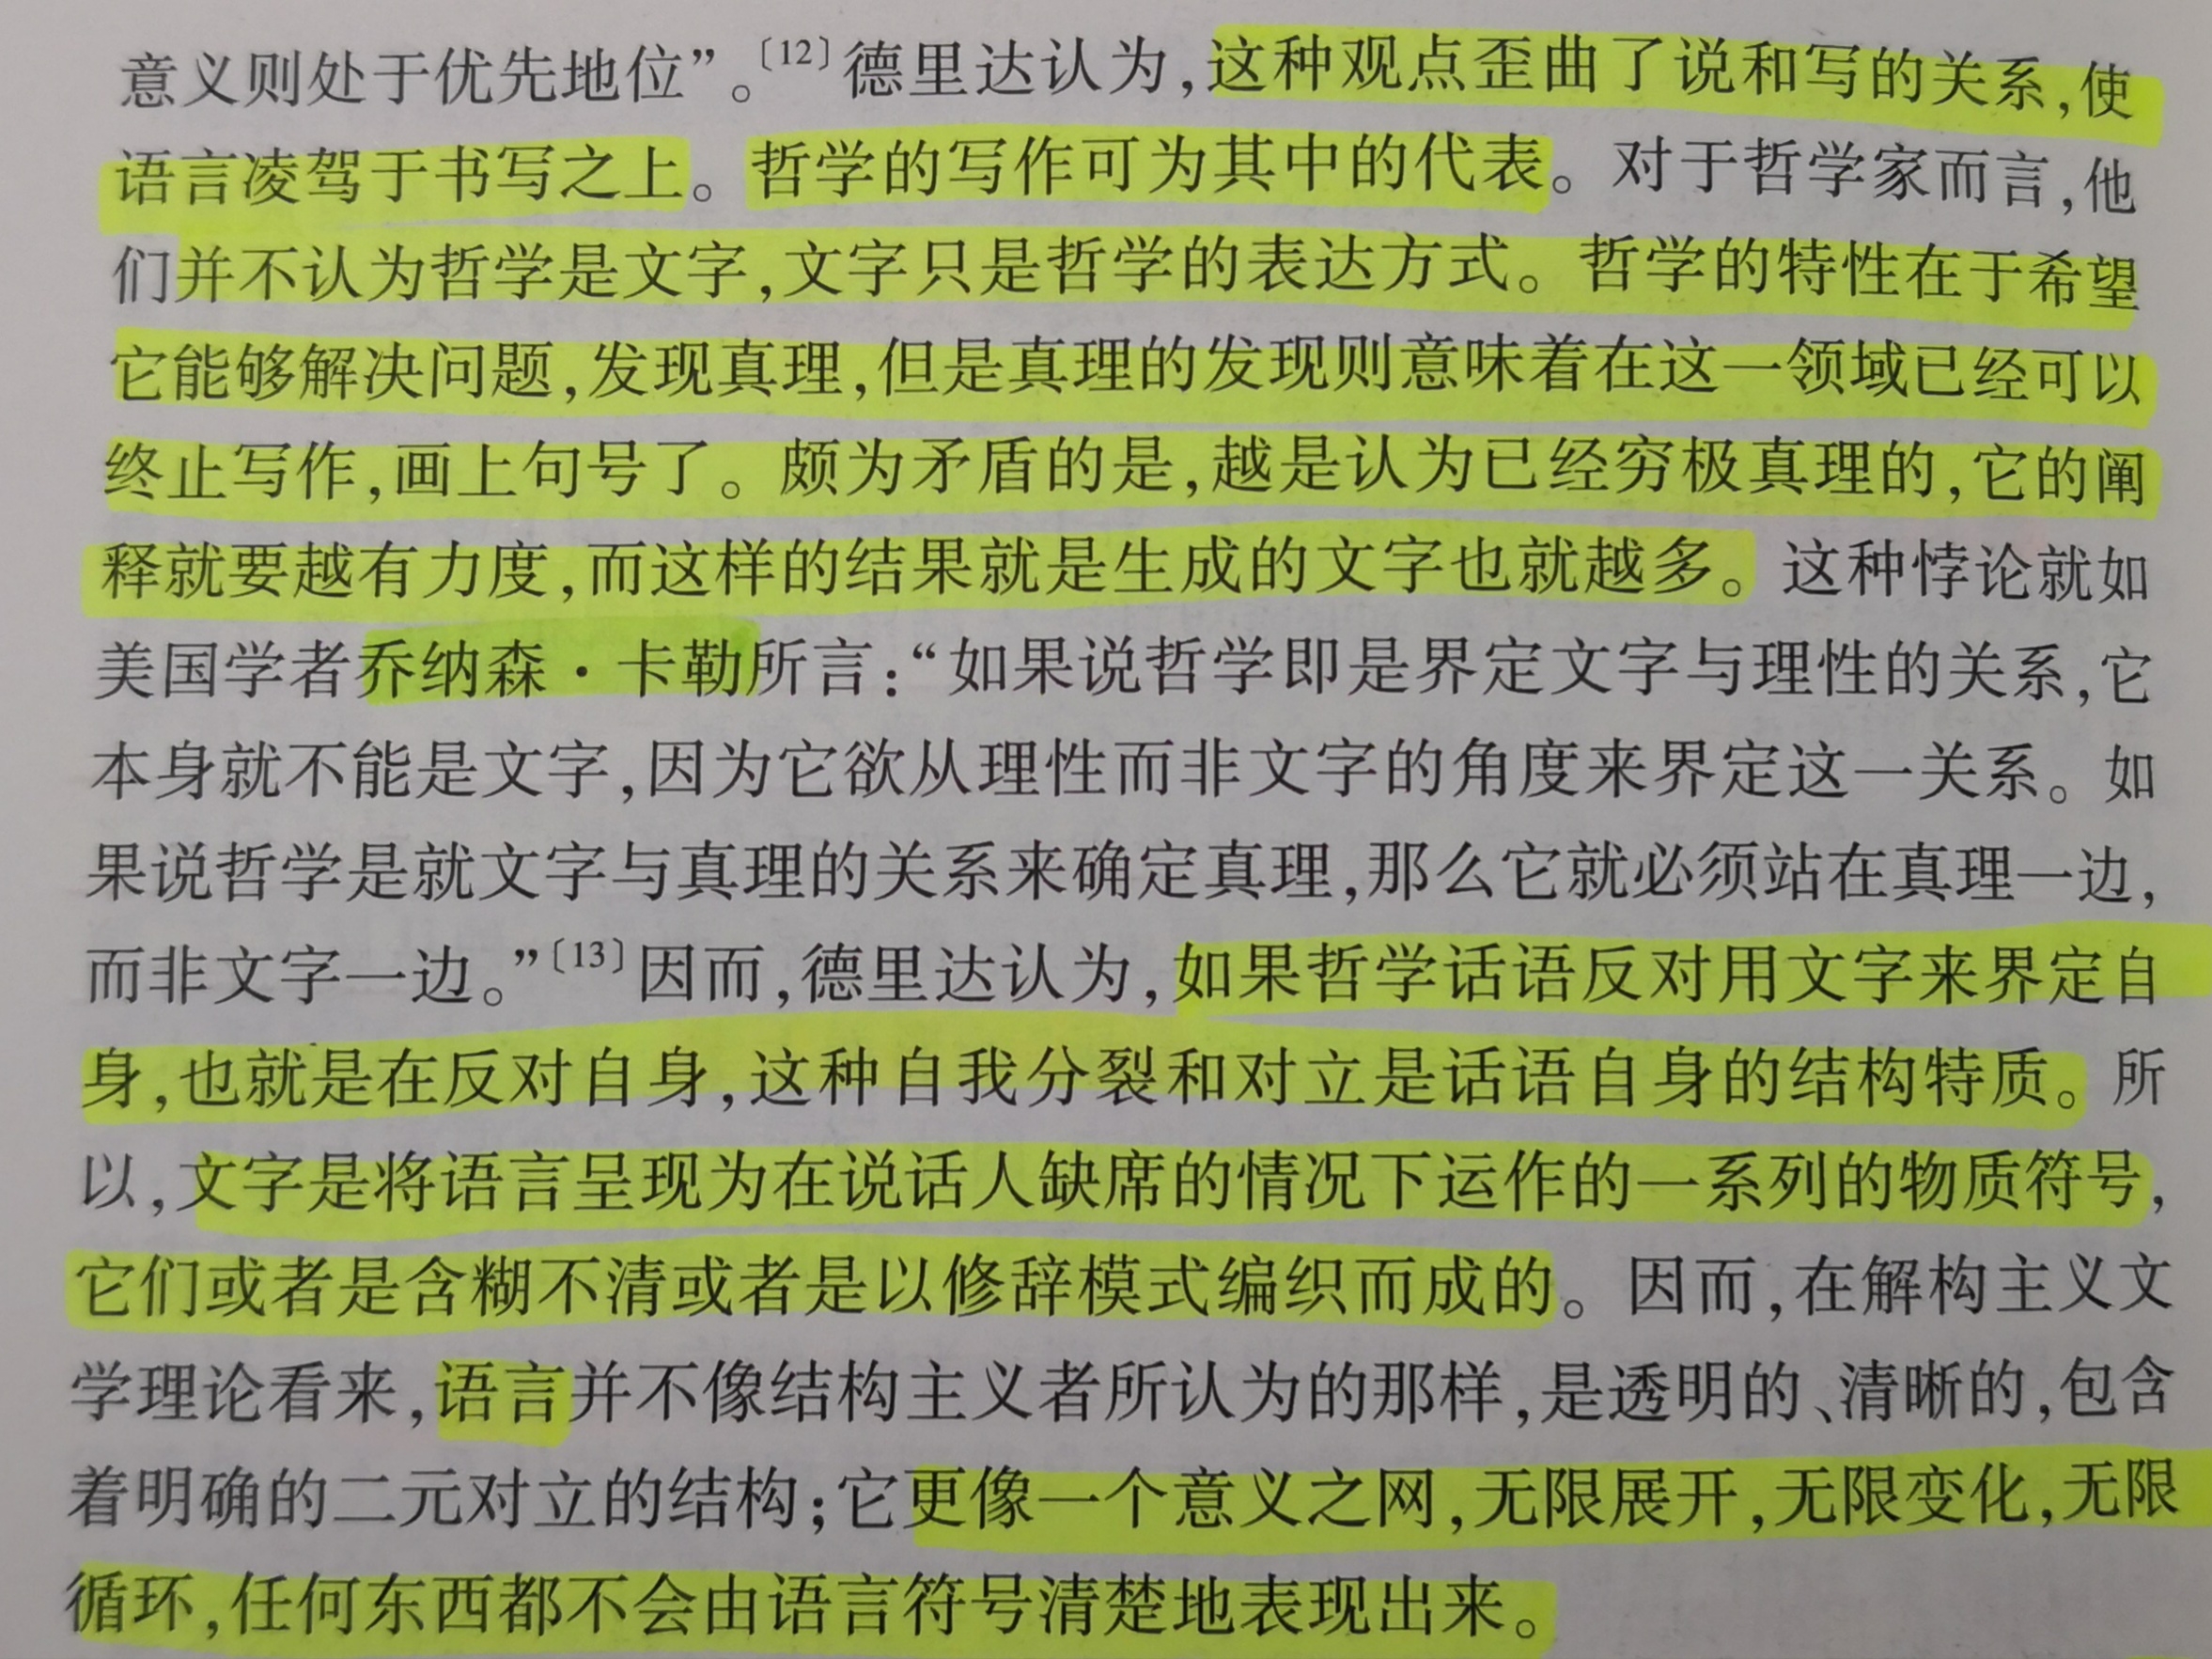 意义则处于优先地位”。〔12〕德里达认为,这种观点歪曲了说和写的关系,使
语言凌驾于书写之上。哲学的写作可为其中的代表。对于哲学家而言,他
们并不认为哲学是文字,文字只是哲学的表达方式。哲学的特性在于希望
它能够解决问题,发现真理,但是真理的发现则意味着在这一领域已经可以
终止写作,画上句号了。颇为矛盾的是,越是认为已经穷极真理的,它的阐
释就要越有力度,而这样的结果就是生成的文字也就越多。这种悖论就如
美国学者乔纳森·卡勒所言:“如果说哲学即是界定文字与理性的关系,它
本身就不能是文字,因为它欲从理性而非文字的角度来界定这一关系。如
果说哲学是就文字与真理的关系来确定真理,那么它就必须站在真理一边,
而非文字一边。”〔13〕因而,德里达认为,如果哲学话语反对用文字来界定自
身,也就是在反对自身,这种自我分裂和对立是话语自身的结构特质。所
以,文字是将语言呈现为在说话人缺席的情况下运作的一系列的物质符号,
它们或者是含糊不清或者是以修辞模式编织而成的。因而,在解构主义文
学理论看来,语言并不像结构主义者所认为的那样,是透明的、清晰的,包含
着明确的二元对立的结构;它更像一个意义之网,无限展开,无限变化,无限
循环,任何东西都不会由语言符号清楚地表现出来。